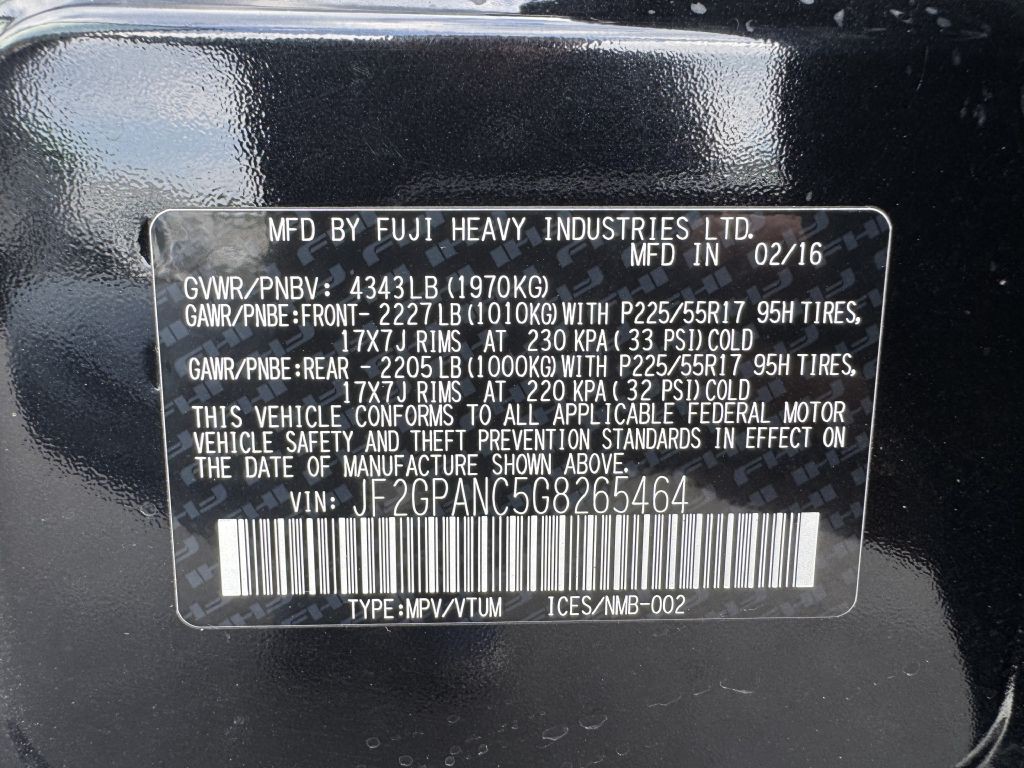 MFD BY FUJI HEAVY INDUSTRIES LTD.
MFD IN 02/16
GVWR/PNBV: 4343LB(1970KG)
GAWR/PNBE:FRONT- 2227LB(1010KG)WITH P225/55R17 95H TIRES,
17X7J RIMS AT 230 KPA( 33 PSI)COLD
GAWR/PNBE:REAR - 2205LB(1000KG)WITH P225/55R17 95H TIRES,
17X7J RIMS AT 220 KPA( 32 PSI)COLD
THIS VEHICLE CONFORMS TO ALL APPLICABLE FEDERAL MOTOR
VEHICLE SAFETY AND THEFT PREVENTION STANDARDS IN EFFECT ON
THE DATE OF MANUFACTURE SHOWN ABOVE.
VIN: JF2GPANC5G8265464
TYPE:MPV/VTUM ICES/NMB-002